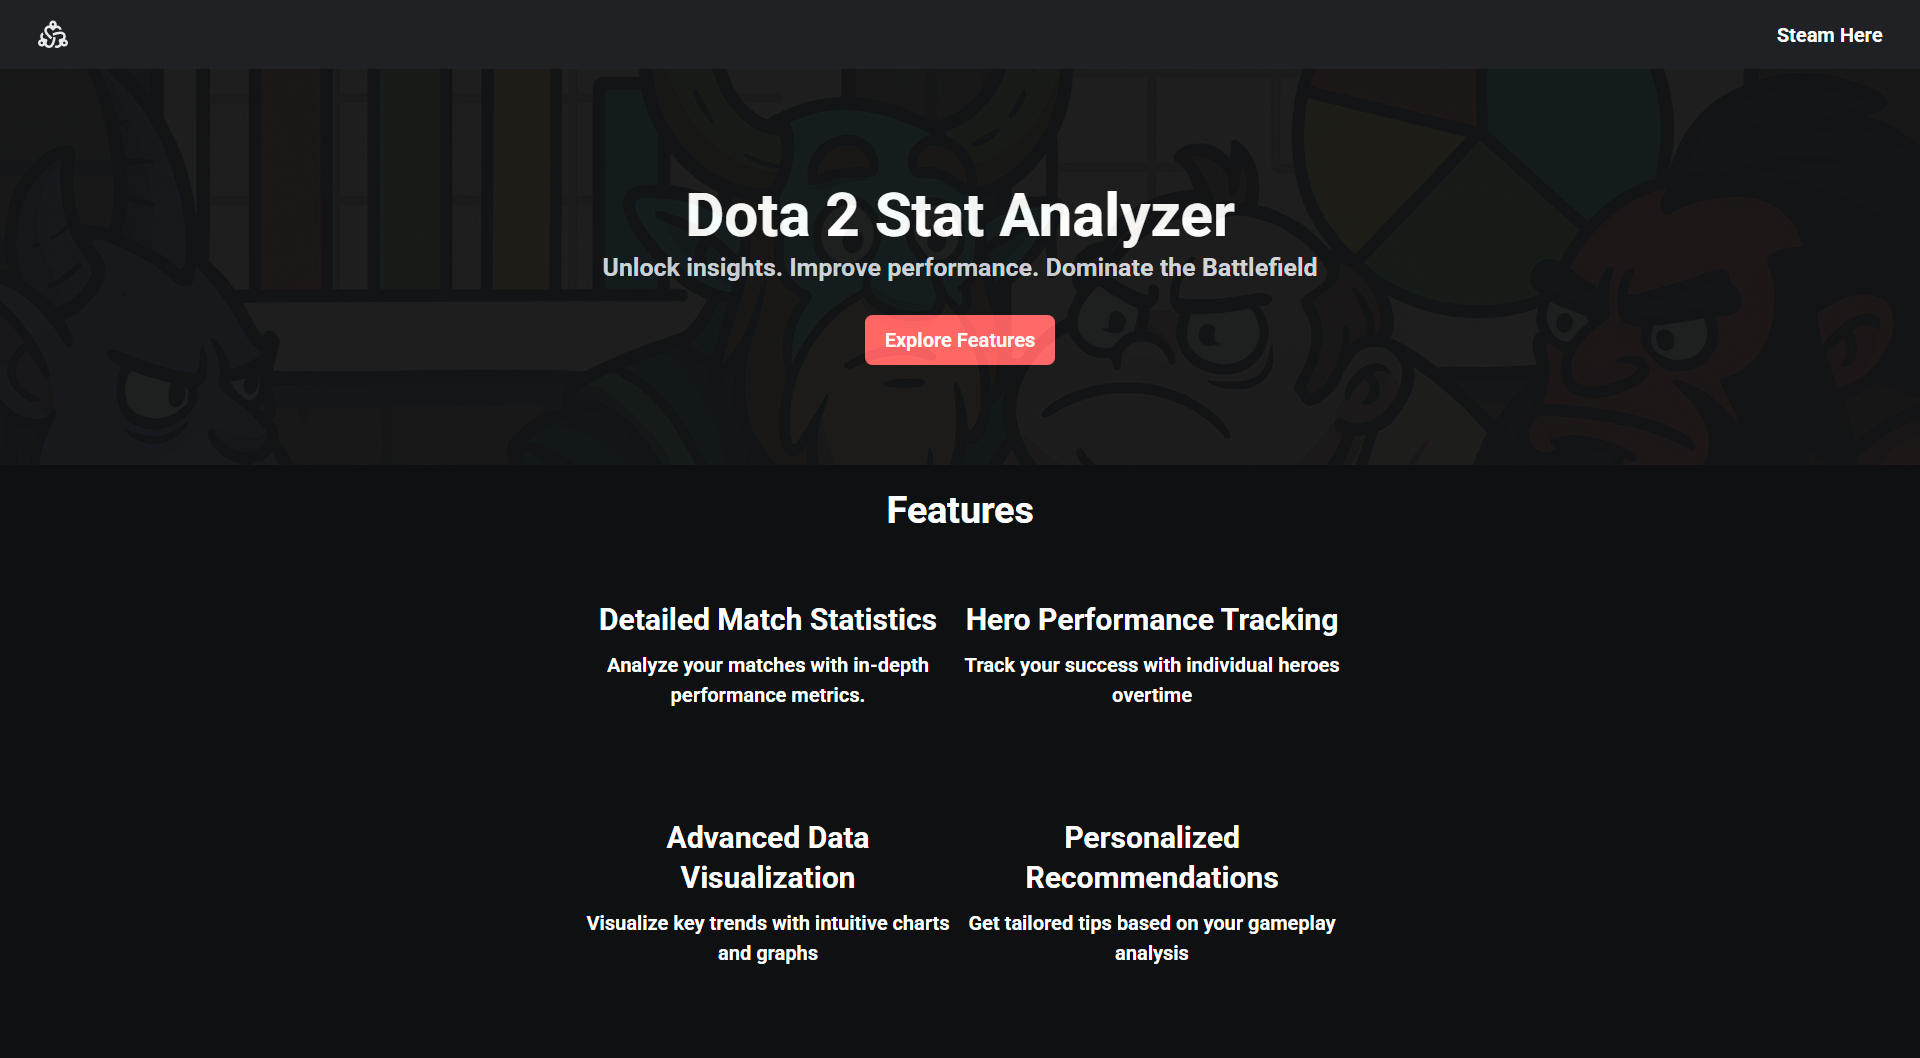 Steam Here
Dota 2 Stat Analyzer
Unlock insights. Improve performance. Dominate the Battlefield
Explore Features
Features
Detailed Match Statistics
Analyze your matches with in-depth
performance metrics.
Hero Performance Tracking
Track your success with individual heroes
overtime
Advanced Data
Visualization
Visualize key trends with intuitive charts
and graphs
Personalized
Recommendations
Get tailored tips based on your gameplay
analysis